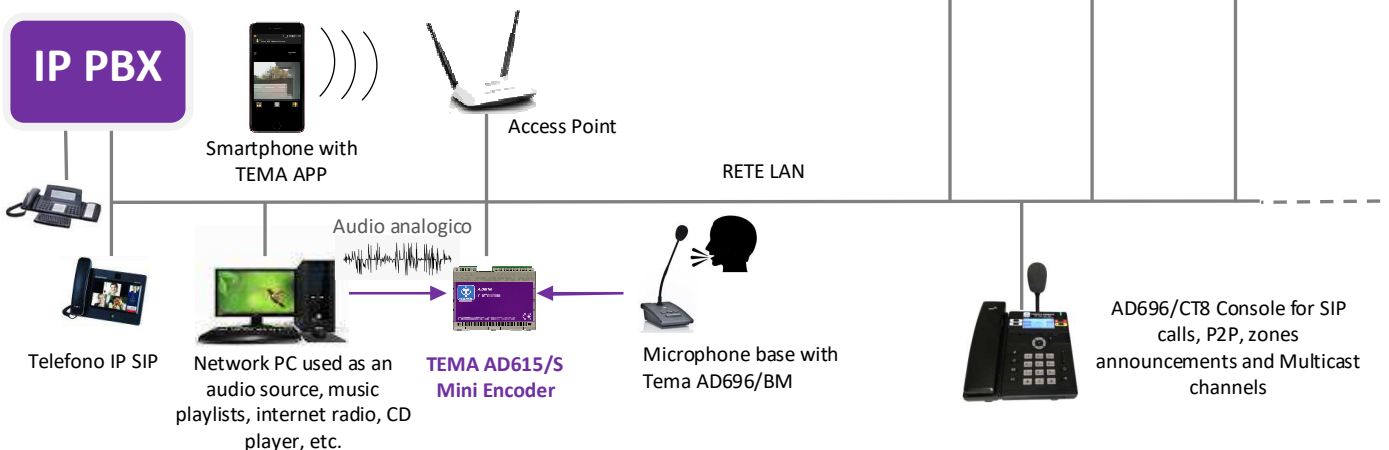 IP PBX
Smartphone with
TEMA APP
Access Point
RETE LAN
Audio analogico
Telefono IP SIP
Network PC used as an
audio source, music
playlists, internet radio, CD
player, etc.
TEMA AD615/S
Mini Encoder
Microphone base with
Tema AD696/BM
AD696/CT8 Console for SIP
calls, P2P, zones
announcements and Multicast
channels